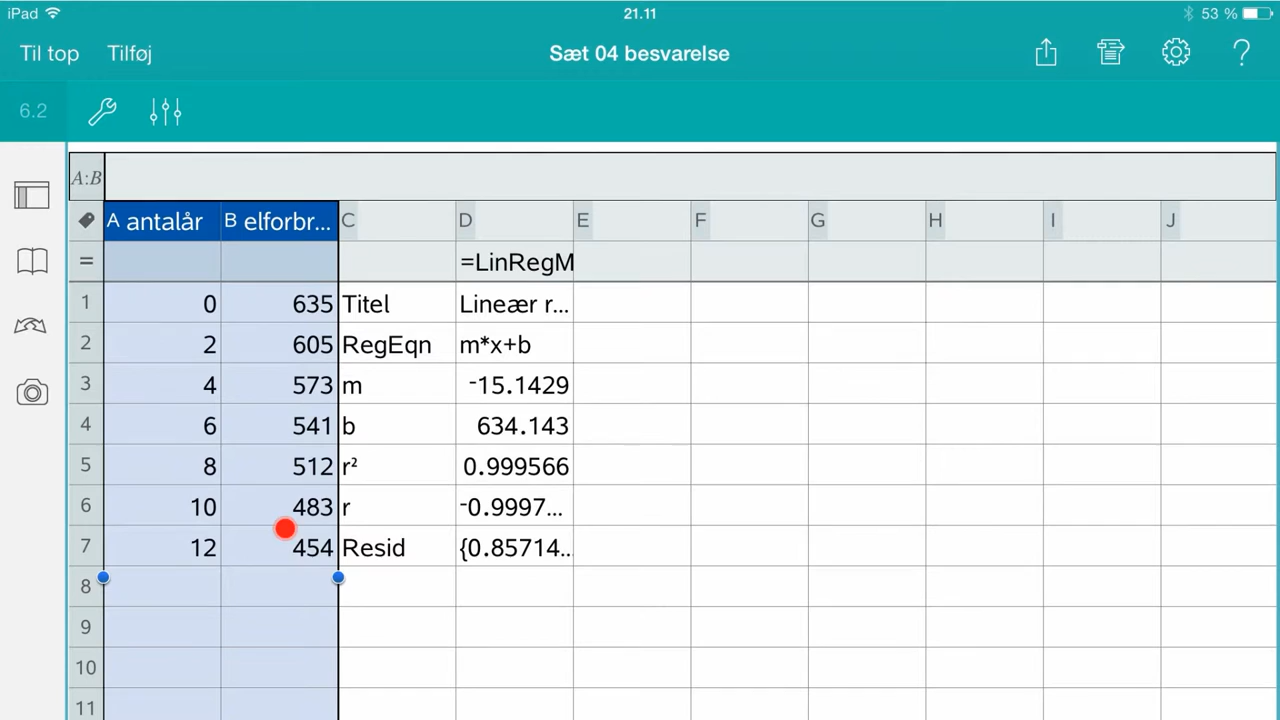 iPad 21.11 53 %
Til top Tilføj Sæt 04 besvarelse ?
6.2
A:B
A antalår B elforbr... C D E F G H I J
= =LinRegM
1 0 635 Titel Lineær r...
2 2 605 RegEqn m*x+b
3 4 573 m -15.1429
4 6 541 b 634.143
5 8 512 r² 0.999566
6 10 483 r -0.9997...
7 12 454 Resid {0.85714...
8
9
10
11